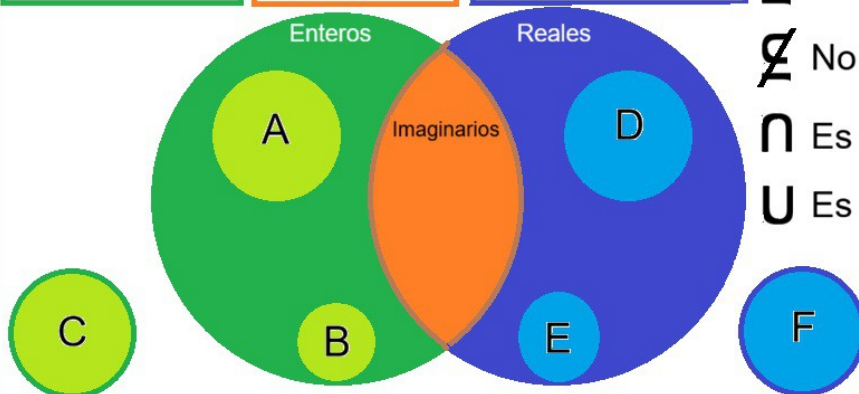 Enteros Reales
⊈ No
A Imaginarios D
∩ Es
∪ Es
C B E F